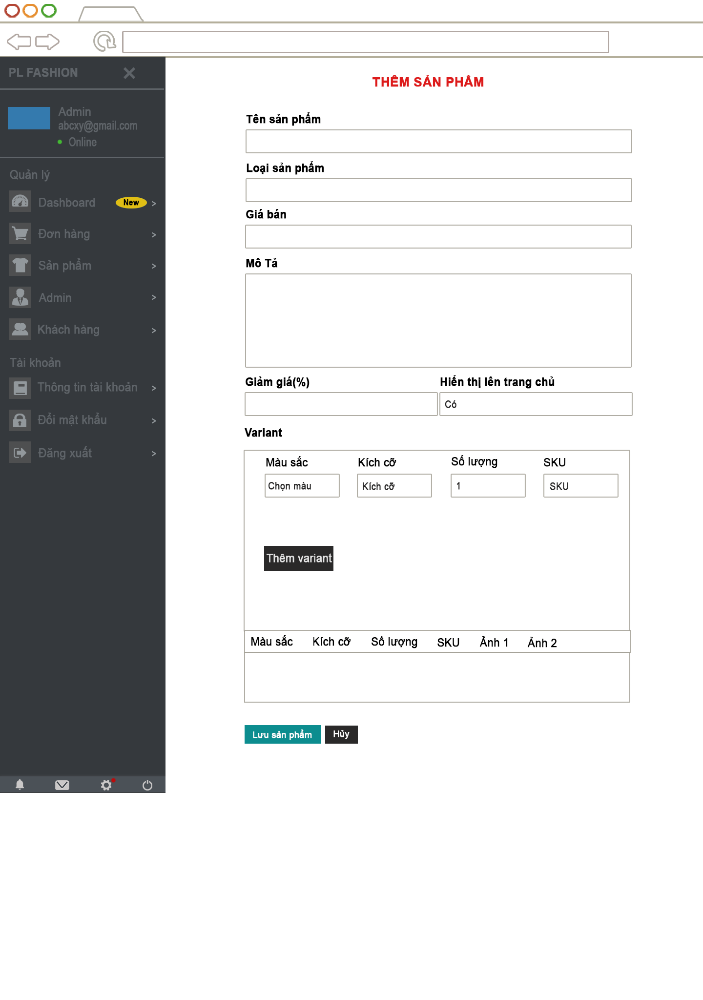 PL FASHION
Admin
abcxy@gmail.com
Online
Quản lý
Dashboard New >
Đơn hàng >
Sản phẩm >
Admin >
Khách hàng >
Tài khoản
Thông tin tài khoản >
Đổi mật khẩu >
Đăng xuất >
THÊM SẢN PHẨM
Tên sản phẩm
Loại sản phẩm
Giá bán
Mô Tả
Giảm giá(%) Hiển thị lên trang chủ
Có
Variant
Màu sắc Kích cỡ Số lượng SKU
Chọn màu Kích cỡ 1 SKU
Thêm variant
Màu sắc Kích cỡ Số lượng SKU Ảnh 1 Ảnh 2
Lưu sản phẩm Hủy